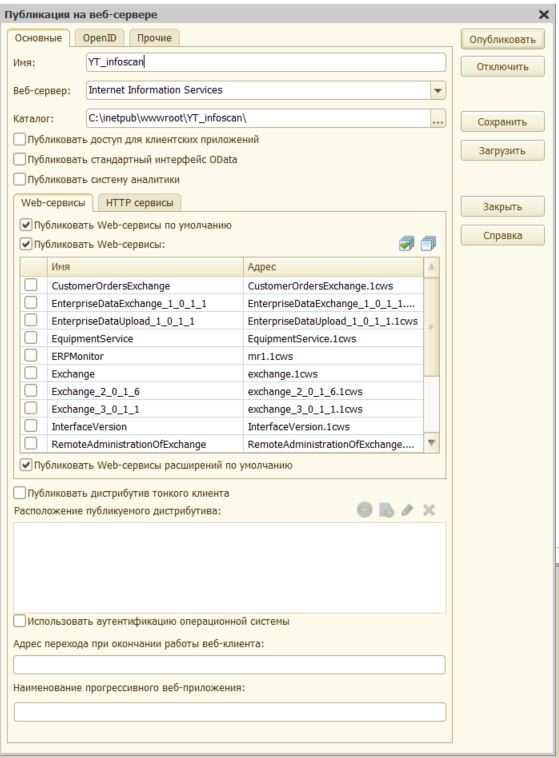 Публикация на веб-сервере
Основные OpenID Прочие
Опубликовать
Имя: YT_infoscan
Отключить
Веб-сервер: Internet Information Services
Каталог: C:\inetpub\wwwroot\YT_infoscan\ ...
Сохранить
Публиковать доступ для клиентских приложений
Загрузить
Публиковать стандартный интерфейс OData
Публиковать систему аналитики
Закрыть
Web-сервисы HTTP сервисы
Справка
Публиковать Web-сервисы по умолчанию
Публиковать Web-сервисы:
Имя Адрес
CustomerOrdersExchange CustomerOrdersExchange.1cws
EnterpriseDataExchange_1_0_1_1 EnterpriseDataExchange_1_0_1_1....
EnterpriseDataUpload_1_0_1_1 EnterpriseDataUpload_1_0_1_1.1cws
EquipmentService EquipmentService.1cws
ERPMonitor mr1.1cws
Exchange exchange.1cws
Exchange_2_0_1_6 exchange_2_0_1_6.1cws
Exchange_3_0_1_1 exchange_3_0_1_1.1cws
InterfaceVersion InterfaceVersion.1cws
RemoteAdministrationOfExchange RemoteAdministrationOfExchange....
Публиковать Web-сервисы расширений по умолчанию
Публиковать дистрибутив тонкого клиента
Расположение публикуемого дистрибутива:
Использовать аутентификацию операционной системы
Адрес перехода при окончании работы веб-клиента:
Наименование прогрессивного веб-приложения: